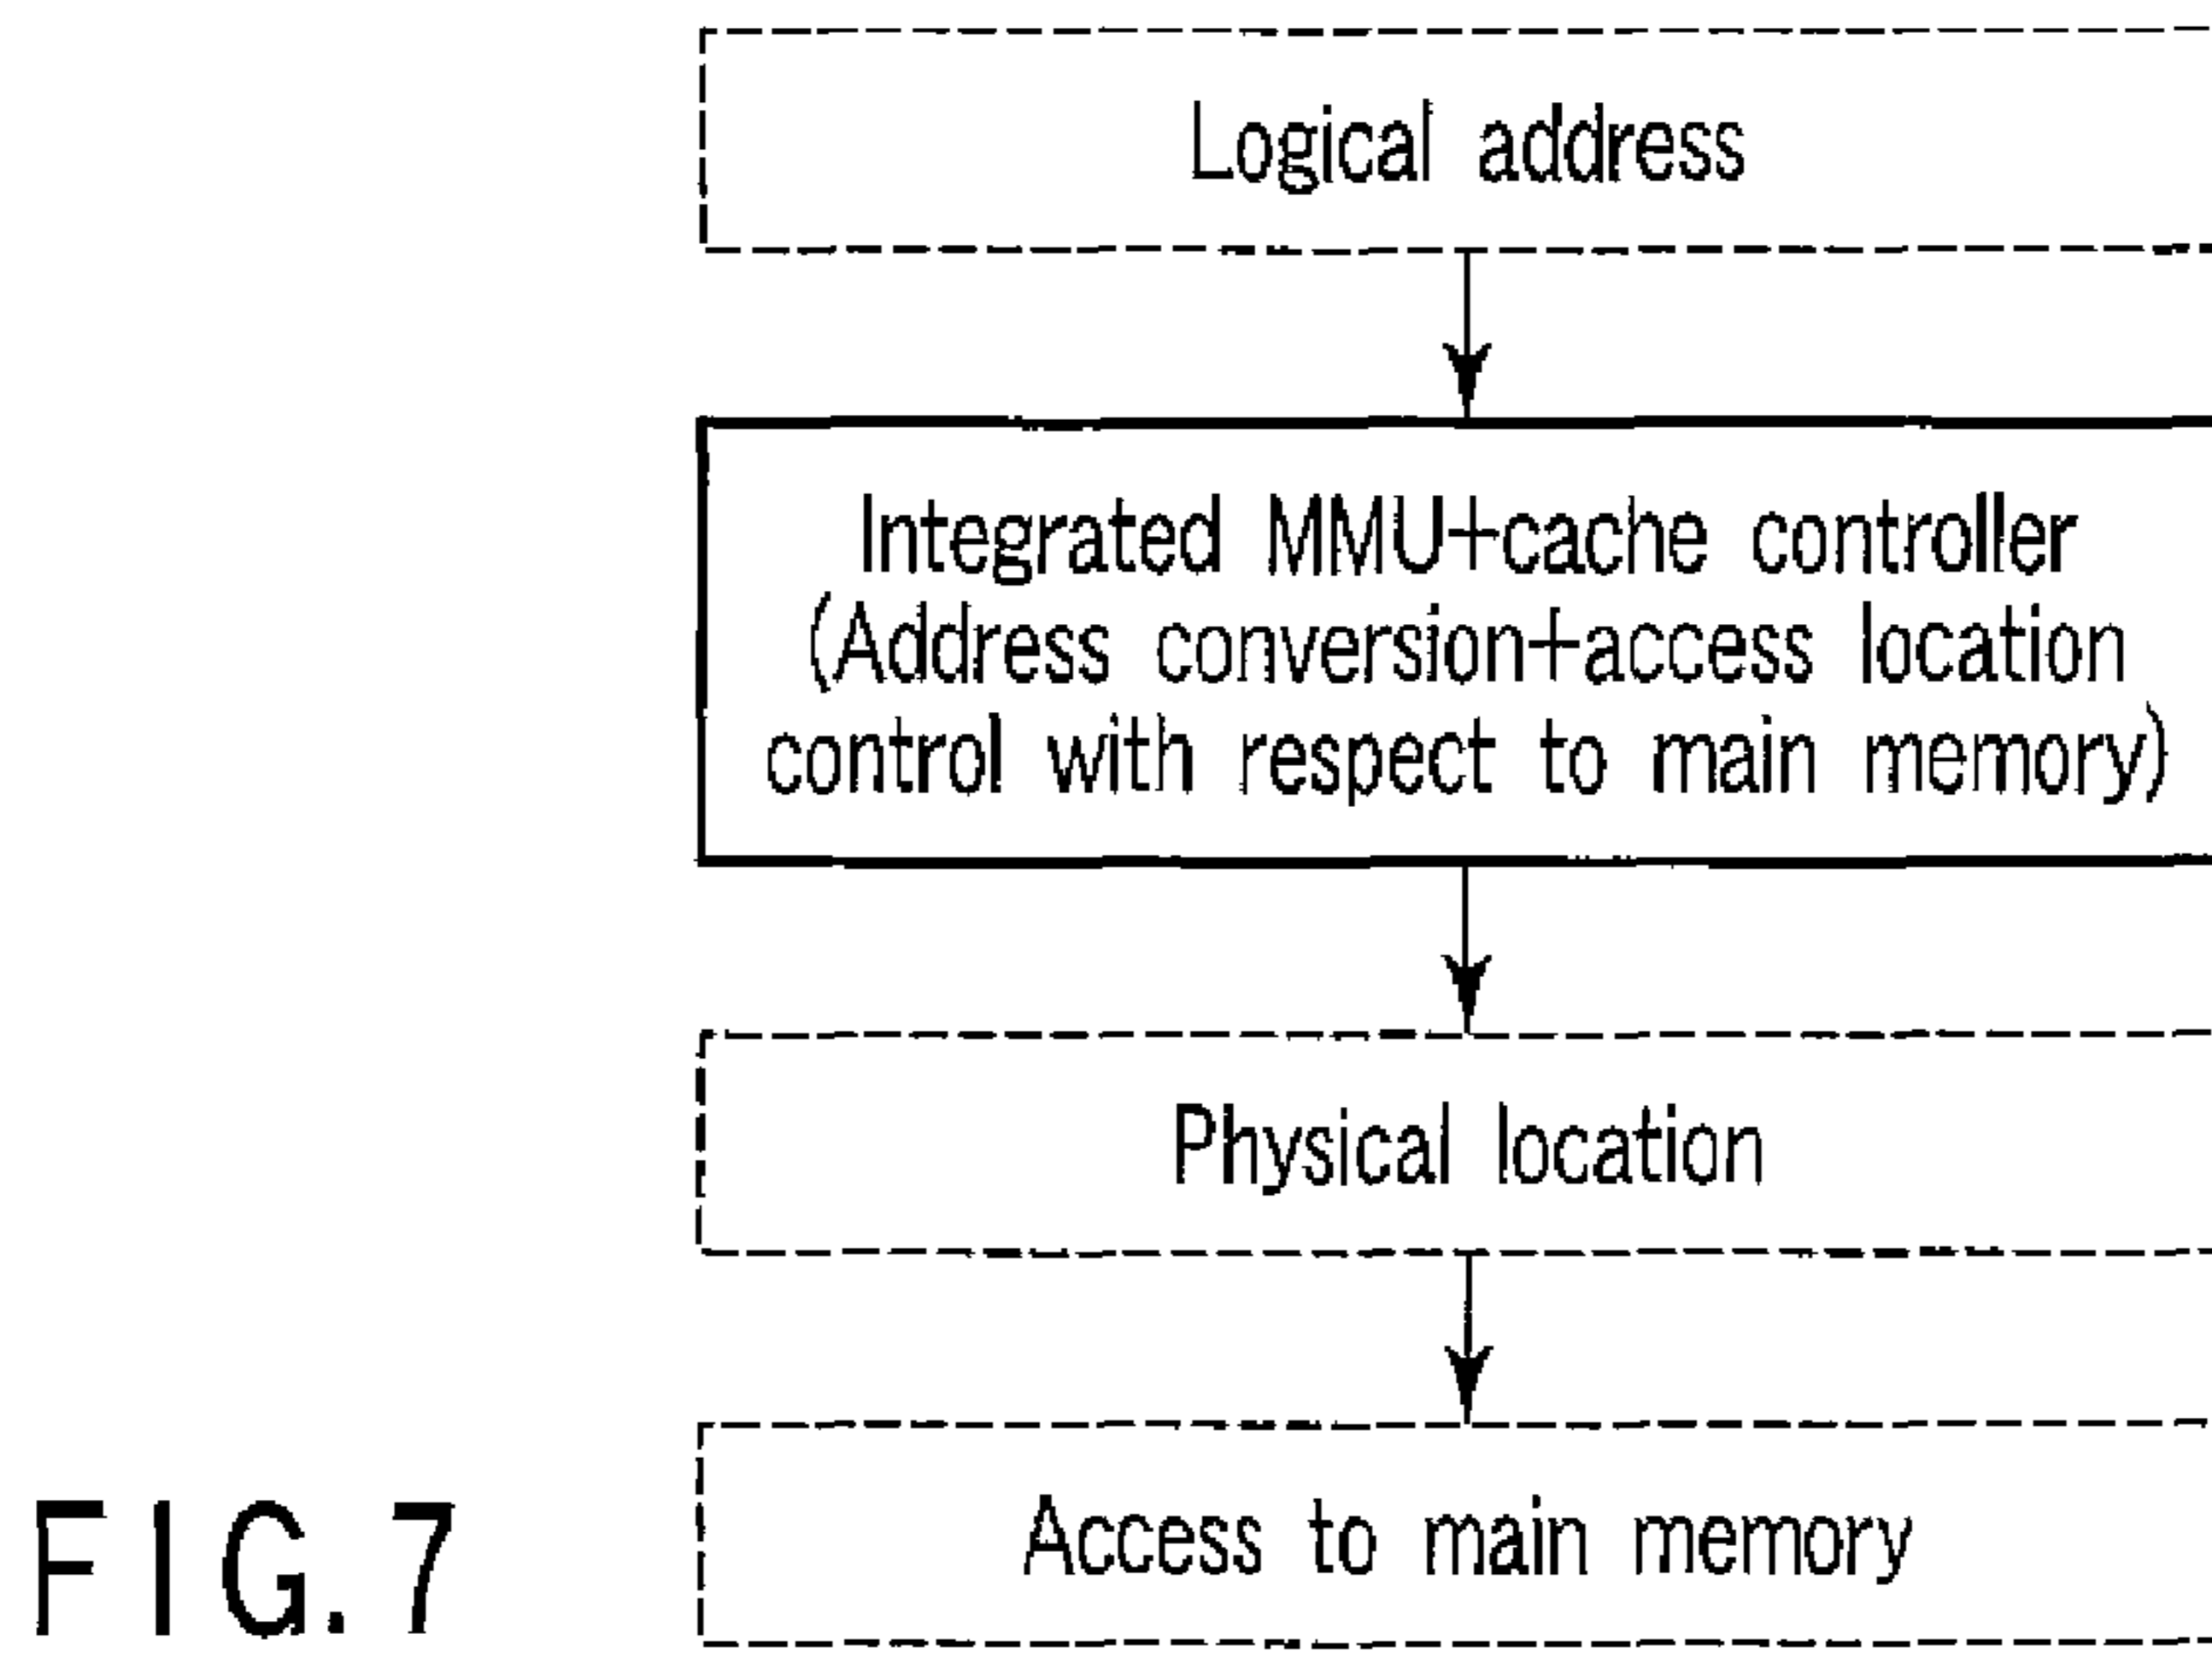 Logical address
Integrated MMU+cache controller
(Address conversion+access location
control with respect to main memory)
Physical location
Access to main memory
FIG. 7